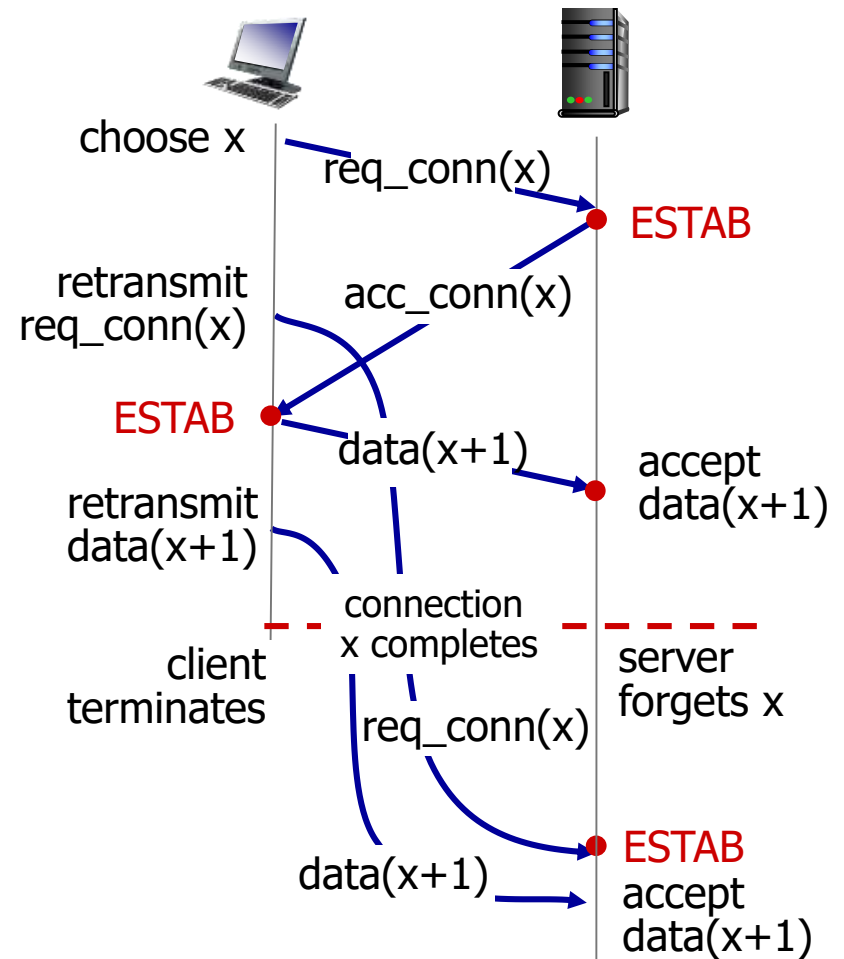 choose x
req_conn(x)
ESTAB
retransmit
req_conn(x)
acc_conn(x)
ESTAB
data(x+1)
accept
data(x+1)
retransmit
data(x+1)
connection
x completes
client
terminates
server
forgets x
req_conn(x)
ESTAB
data(x+1)
accept
data(x+1)